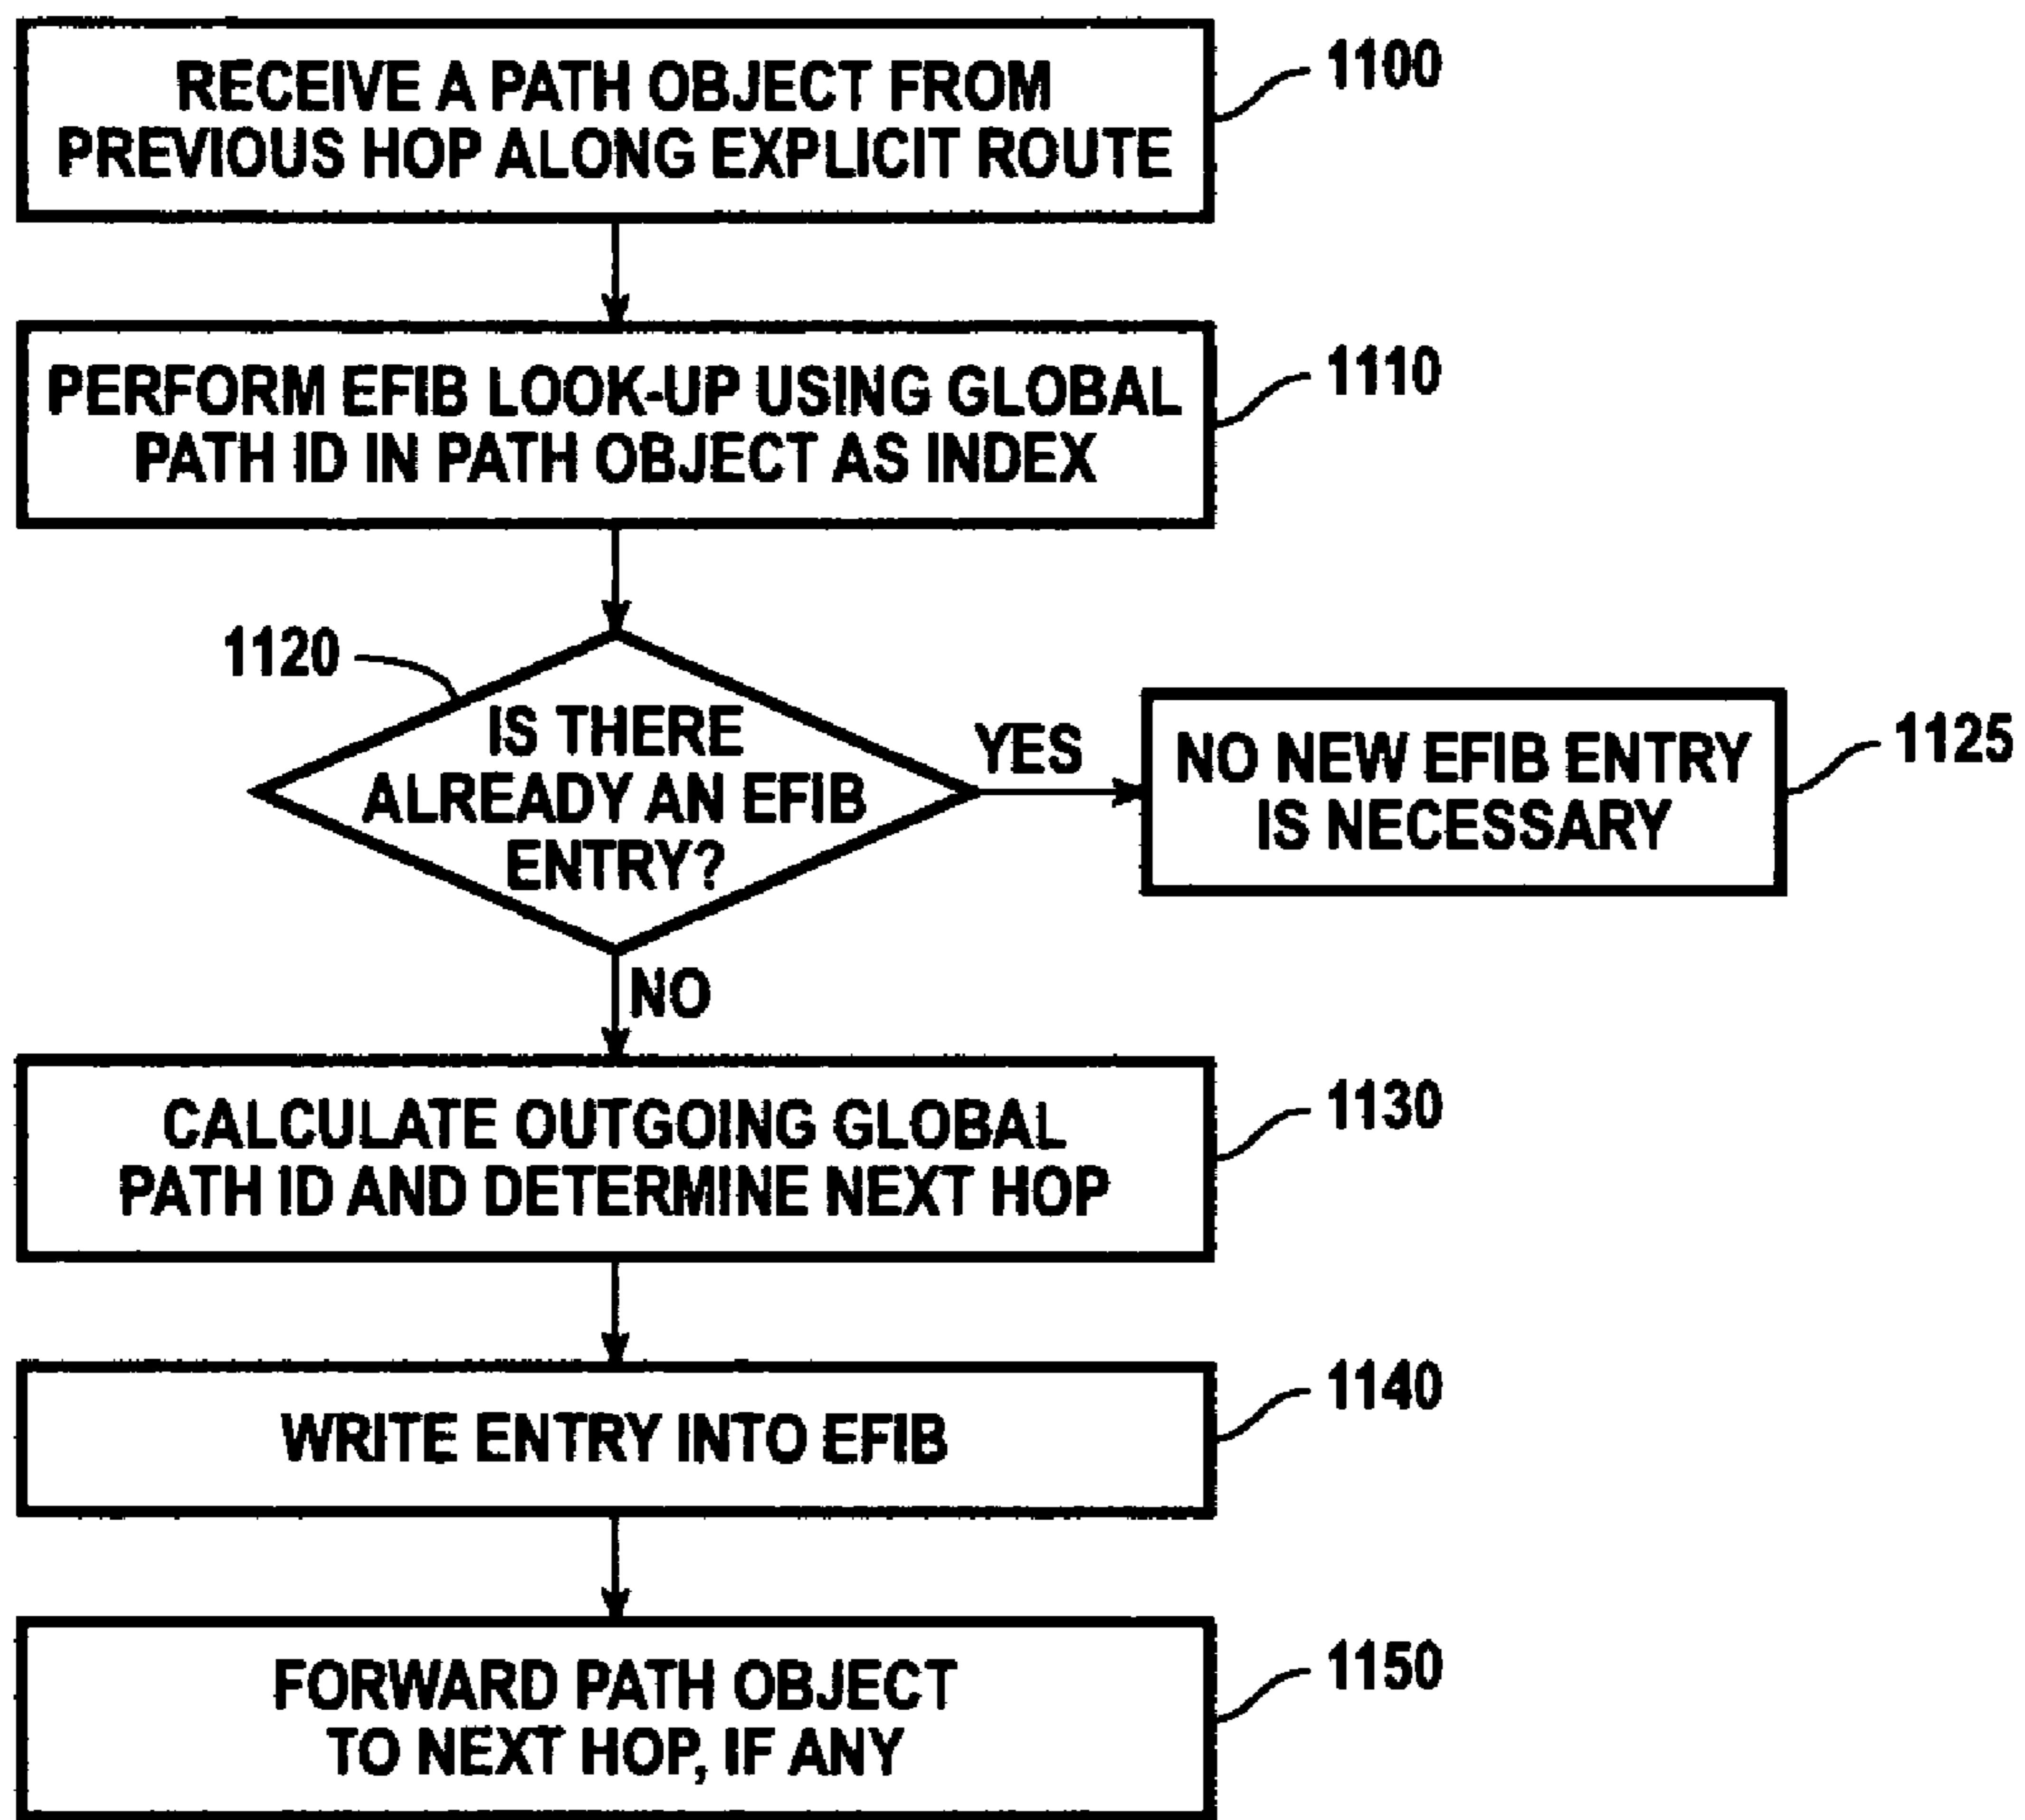 RECEIVE A PATH OBJECT FROM
PREVIOUS HOP ALONG EXPLICIT ROUTE
1100
PERFORM EFIB LOOK-UP USING GLOBAL
PATH ID IN PATH OBJECT AS INDEX
1110
1120
IS THERE
ALREADY AN EFIB
ENTRY?
YES
NO NEW EFIB ENTRY
IS NECESSARY
1125
NO
CALCULATE OUTGOING GLOBAL
PATH ID AND DETERMINE NEXT HOP
1130
WRITE ENTRY INTO EFIB
1140
FORWARD PATH OBJECT
TO NEXT HOP, IF ANY
1150